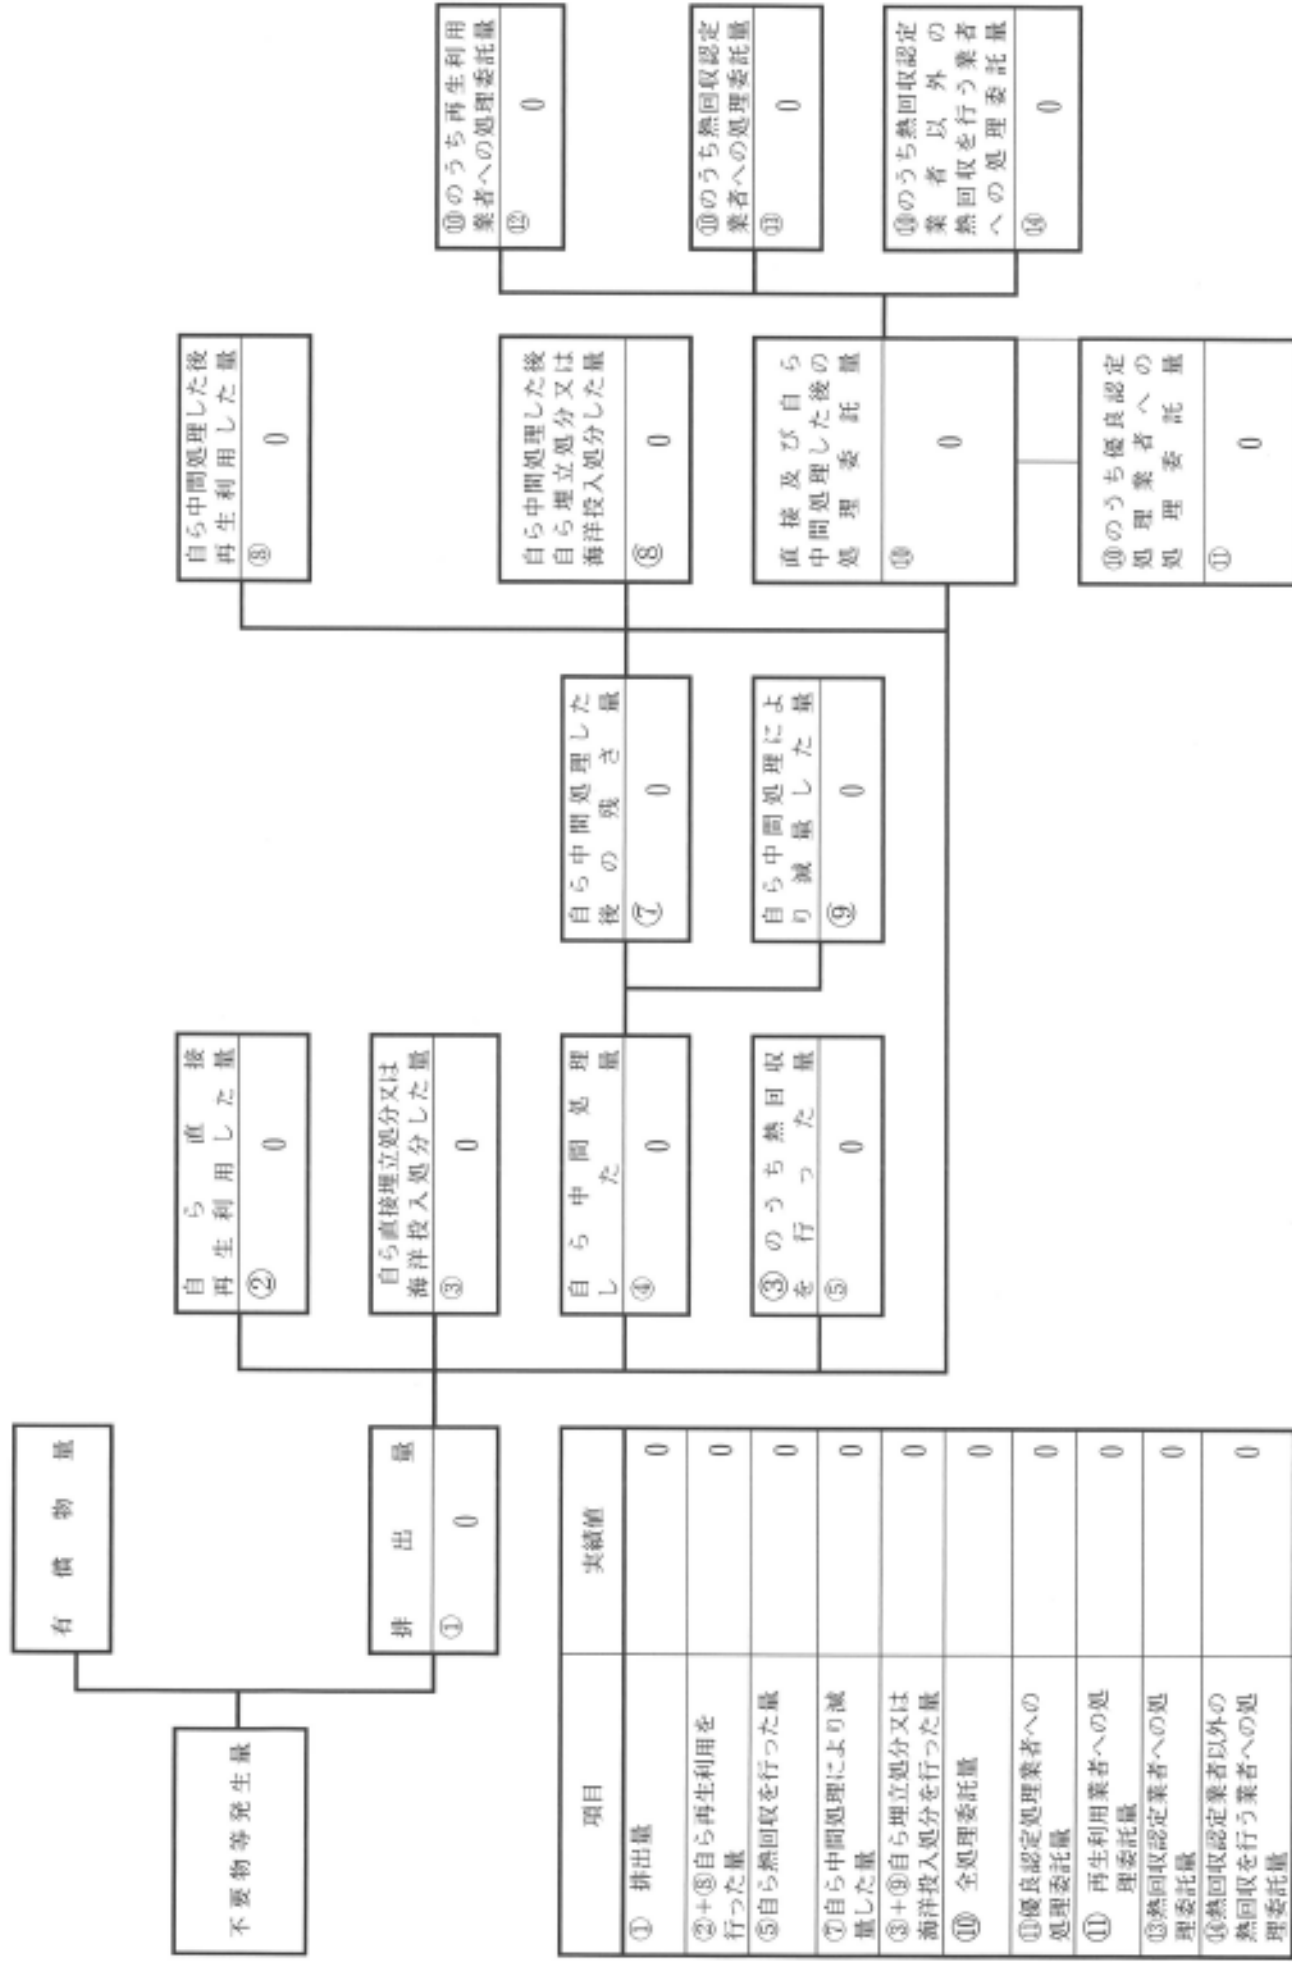 不要物等発生量
有償物量
排出量
① 0
自ら直接
再生利用した量
② 0
自ら直接埋立処分又は
海洋投入処分した量
③ 0
自ら中間処理
した量
④ 0
③のうち熱回収
を行った量
⑤ 0
自ら中間処理した
後の残さ量
⑦ 0
自ら中間処理によ
り減量した量
⑨ 0
自ら中間処理した後
再生利用した量
⑧ 0
自ら中間処理した後
自ら埋立処分又は
海洋投入処分した量
⑧ 0
直接及び自ら
中間処理した後の
処理委託量
⑩ 0
⑩のうち優良認定
処理業者への
処理委託量
⑪ 0
⑩のうち再生利用
業者への処理委託量
⑫ 0
⑩のうち熱回収認定
業者への処理委託量
⑬ 0
⑩のうち熱回収認定
業者以外の
熱回収を行う業者
への処理委託量
⑭ 0
項目 実績値
① 排出量 0
②+⑧自ら再生利用を
行った量 0
⑤自ら熱回収を行った量 0
⑦自ら中間処理により減
量した量 0
③+⑨自ら埋立処分又は
海洋投入処分を行った量 0
⑩ 全処理委託量 0
⑪優良認定処理業者への
処理委託量 0
⑪ 再生利用業者への処
理委託量 0
⑬熱回収認定業者への処
理委託量 0
⑭熱回収認定業者以外の
熱回収を行う業者への処
理委託量 0